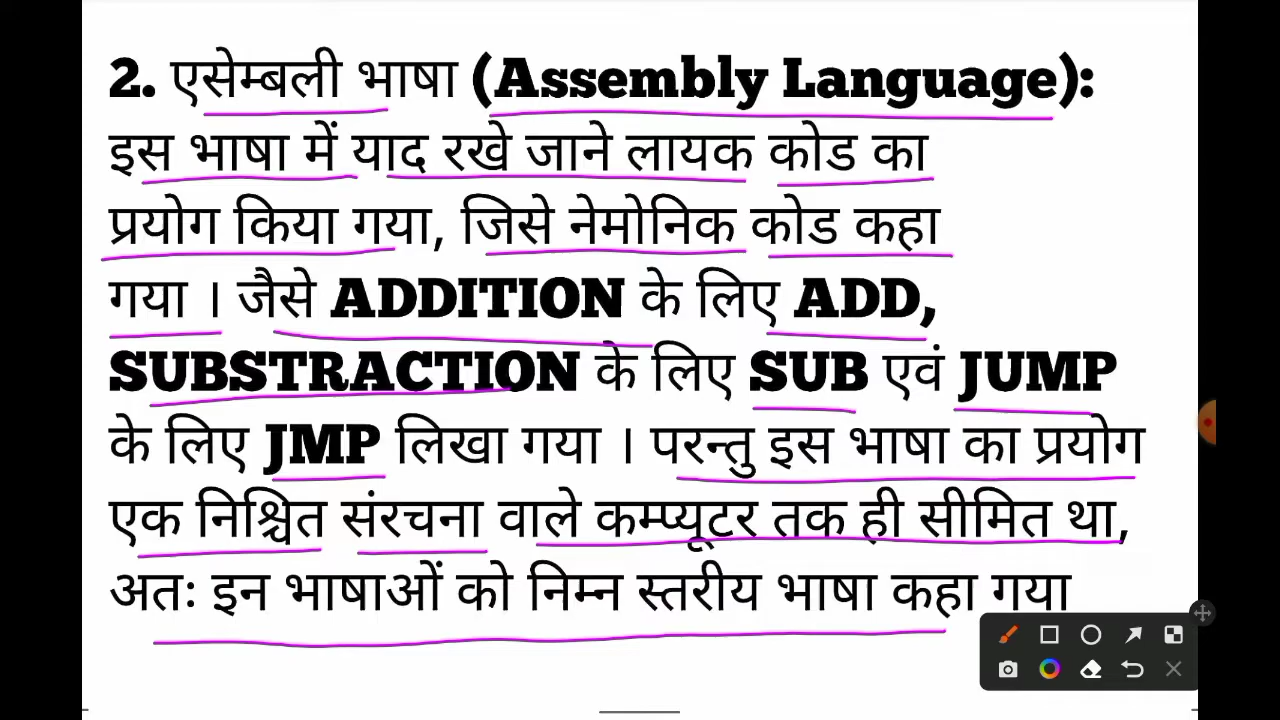 2. एसेम्बली भाषा (Assembly Language):
इस भाषा में याद रखे जाने लायक कोड का
प्रयोग किया गया, जिसे नेमोनिक कोड कहा
गया । जैसे ADDITION के लिए ADD,
SUBSTRACTION के लिए SUB एवं JUMP
के लिए JMP लिखा गया । परन्तु इस भाषा का प्रयोग
एक निश्चित संरचना वाले कम्प्यूटर तक ही सीमित था,
अतः इन भाषाओं को निम्न स्तरीय भाषा कहा गया